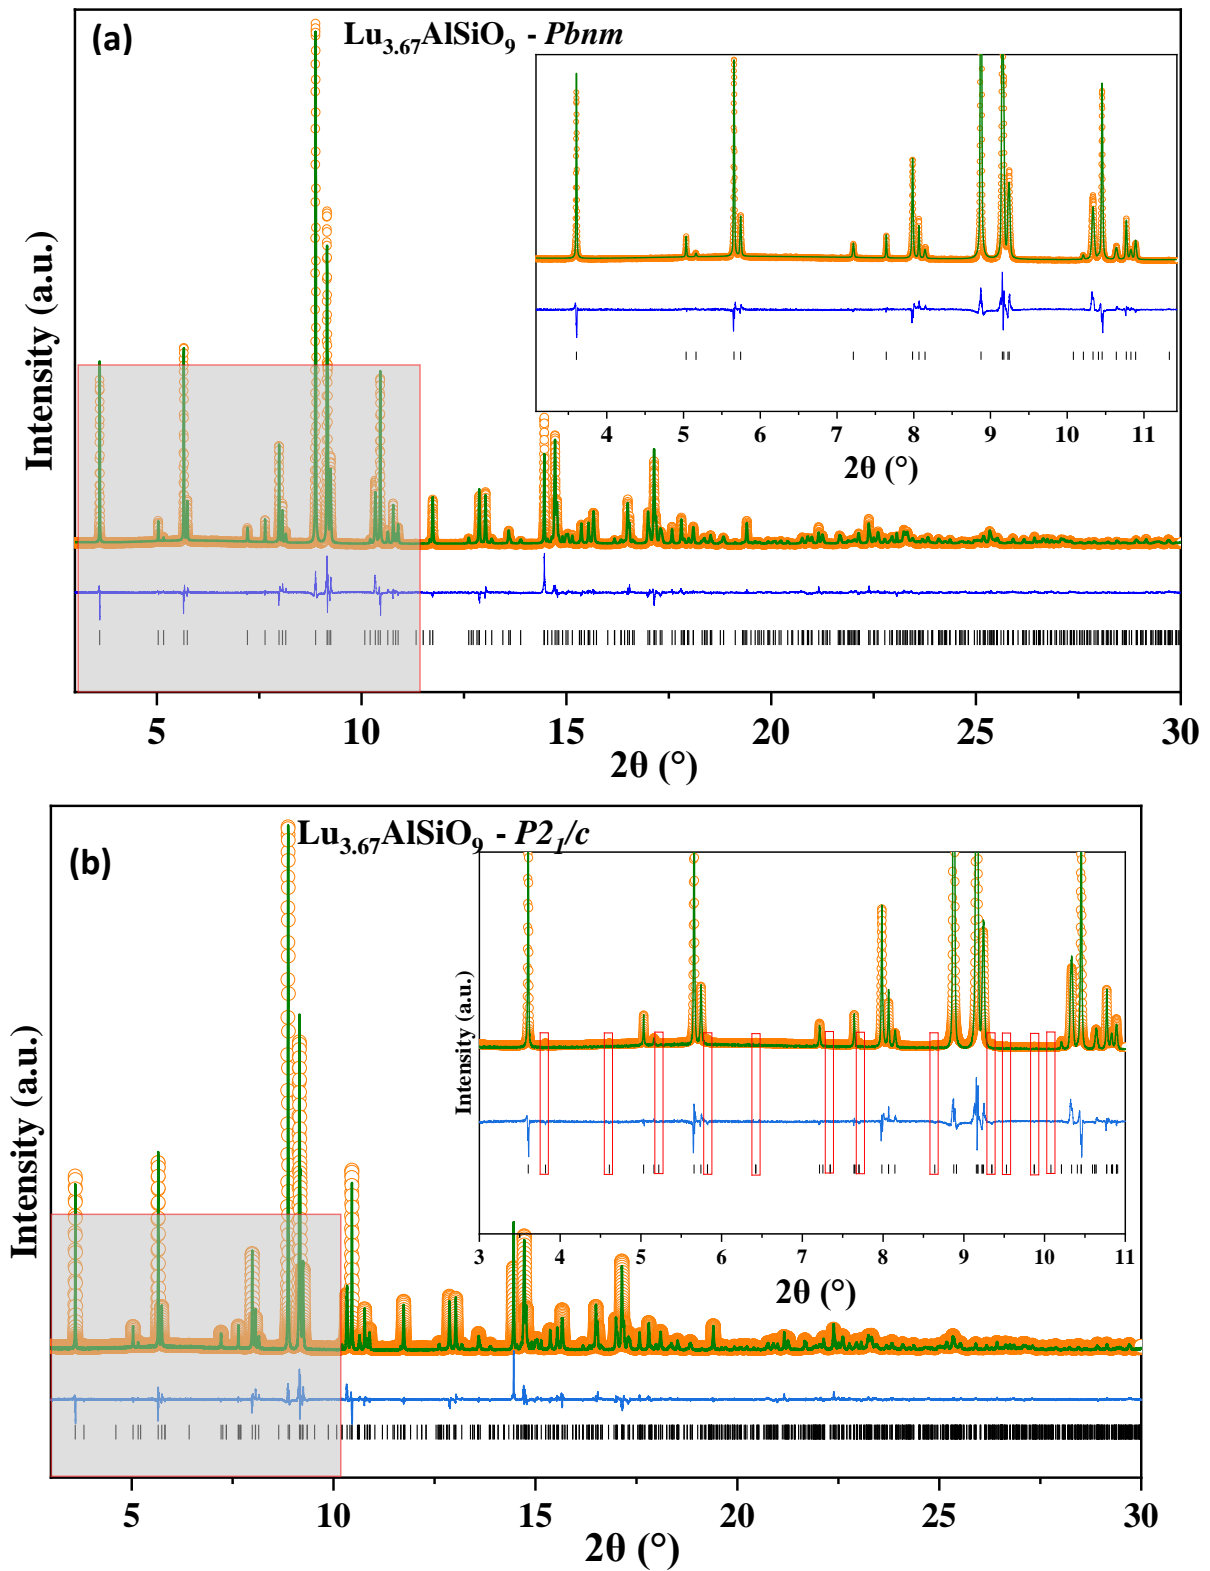 (a)
Lu3.67AlSiO9 - Pbnm
Intensity (a.u.)
4 5 6 7 8 9 10 11
2θ (°)
5 10 15 20 25 30
2θ (°)
(b)
Lu3.67AlSiO9 - P21/c
Intensity (a.u.)
Intensity (a.u.)
3 4 5 6 7 8 9 10 11
2θ (°)
5 10 15 20 25 30
2θ (°)